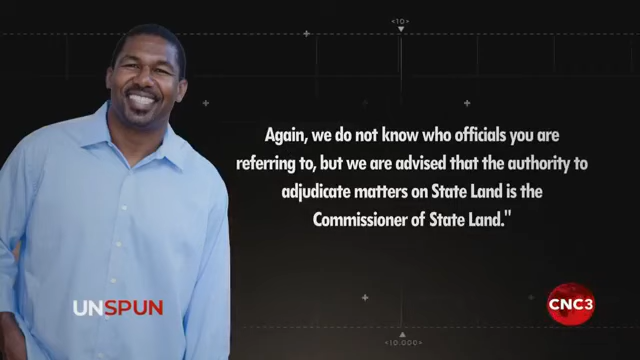 <10>
Again, we do not know who officials you are
referring to, but we are advised that the authority to
adjudicate matters on State Land is the
Commissioner of State Land."
UNSPUN
CNC3
<10,000>